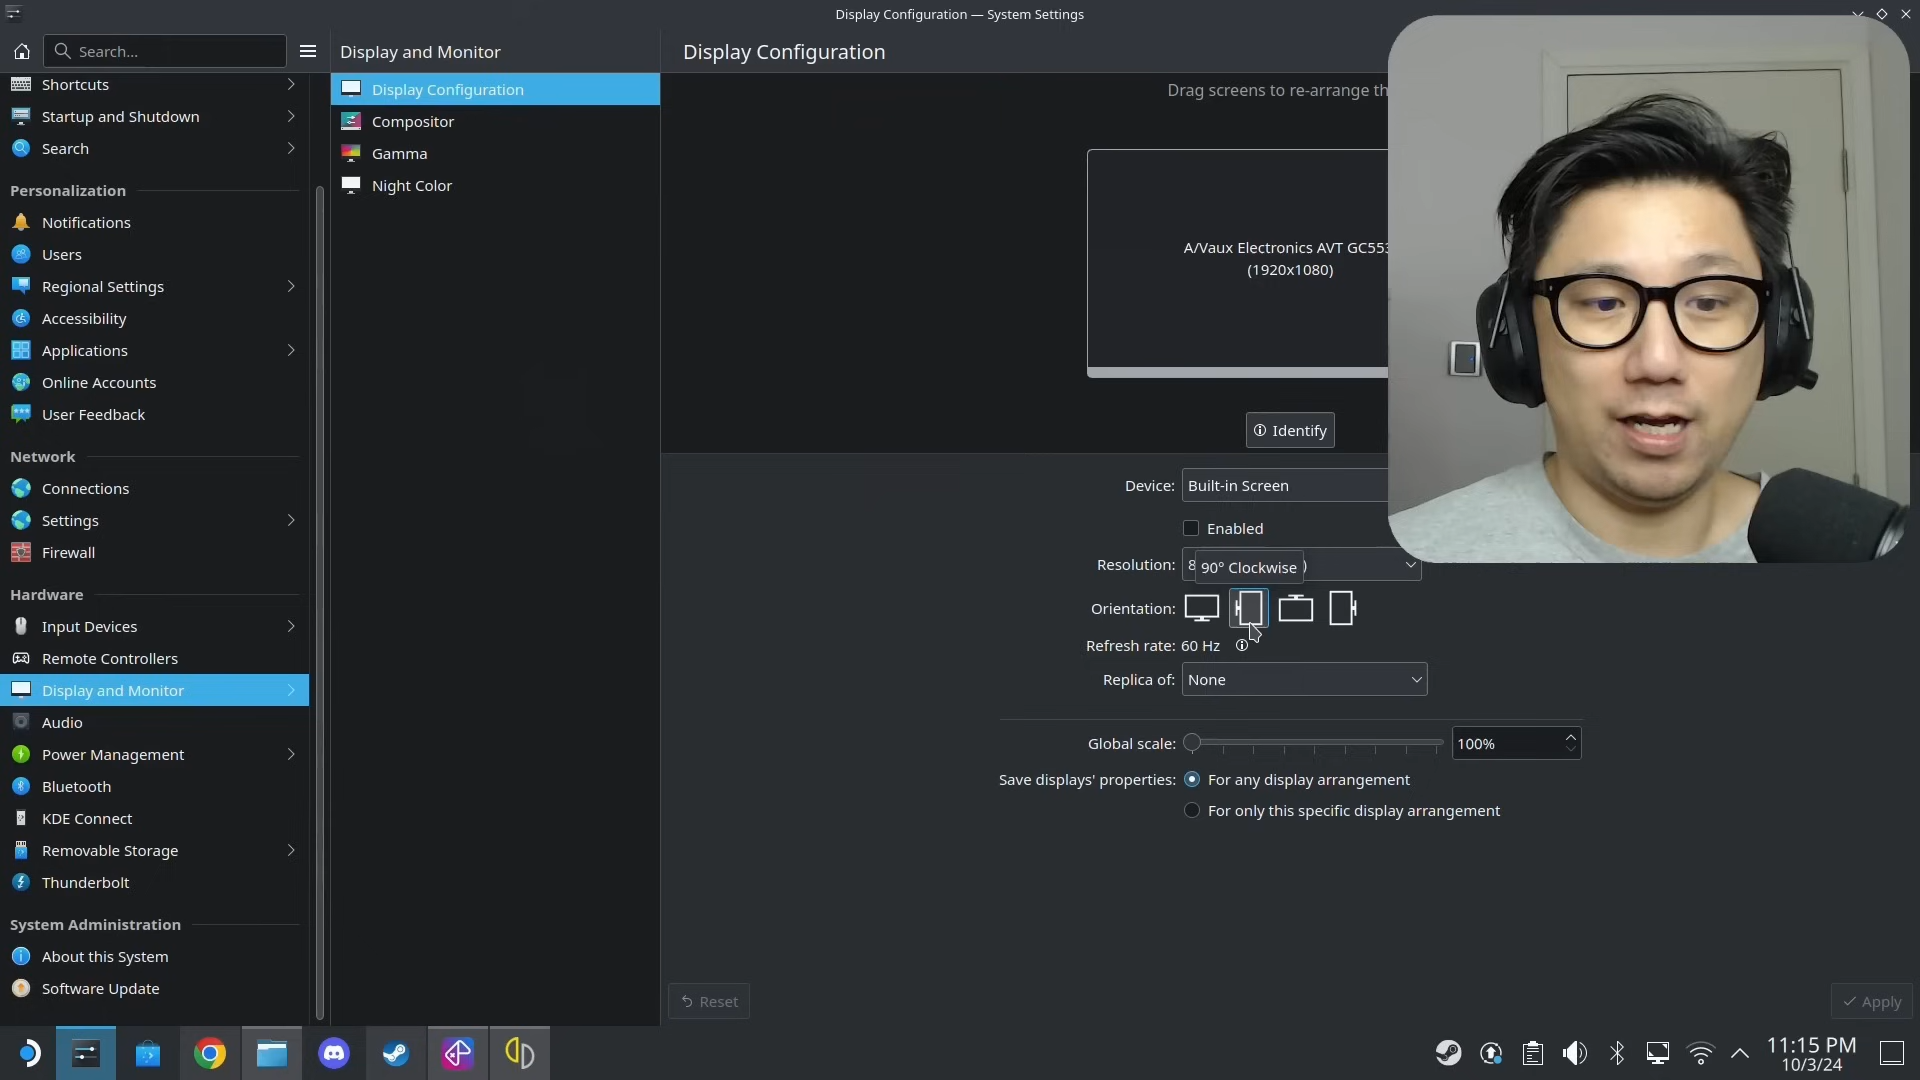 Display Configuration — System Settings
Search...
Display and Monitor
Display Configuration
Shortcuts
Startup and Shutdown
Search
Personalization
Notifications
Users
Regional Settings
Accessibility
Applications
Online Accounts
User Feedback
Network
Connections
Settings
Firewall
Hardware
Input Devices
Remote Controllers
Display and Monitor
Audio
Power Management
Bluetooth
KDE Connect
Removable Storage
Thunderbolt
System Administration
About this System
Software Update
Display Configuration
Compositor
Gamma
Night Color
Drag screens to re-arrange th
A/Vaux Electronics AVT GC553
(1920x1080)
Identify
Device: Built-in Screen
Enabled
Resolution: 8 )
90° Clockwise
Orientation:
Refresh rate: 60 Hz
Replica of: None
Global scale: 100%
Save displays' properties: For any display arrangement
For only this specific display arrangement
Reset
Apply
11:15 PM
10/3/24